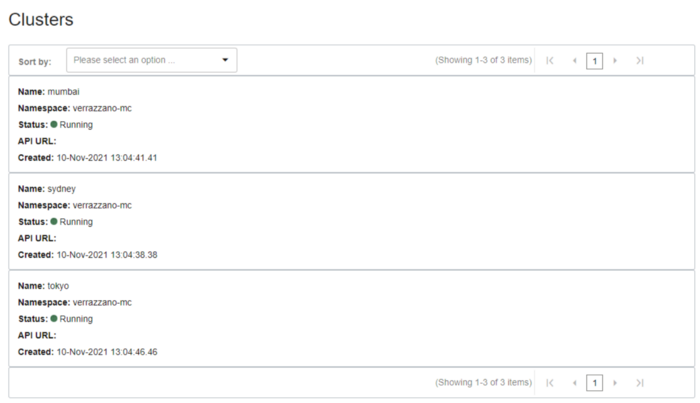 Clusters
Sort by: Please select an option ... (Showing 1-3 of 3 items) 1
Name: mumbai
Namespace: verrazzano-mc
Status: Running
API URL:
Created: 10-Nov-2021 13:04:41.41
Name: sydney
Namespace: verrazzano-mc
Status: Running
API URL:
Created: 10-Nov-2021 13:04:38.38
Name: tokyo
Namespace: verrazzano-mc
Status: Running
API URL:
Created: 10-Nov-2021 13:04:46.46
(Showing 1-3 of 3 items) 1